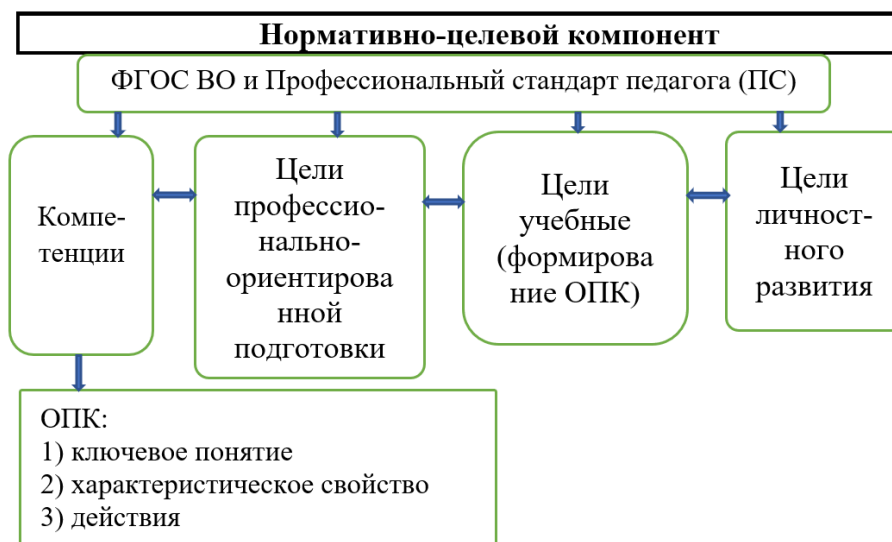 Нормативно-целевой компонент
ФГОС ВО и Профессиональный стандарт педагога (ПС)
Компе-
тенции
Цели
профессио-
нально-
ориентирова
нной
подготовки
Цели
учебные
(формирова
ние ОПК)
Цели
личност-
ного
развития
ОПК:
1) ключевое понятие
2) характеристическое свойство
3) действия